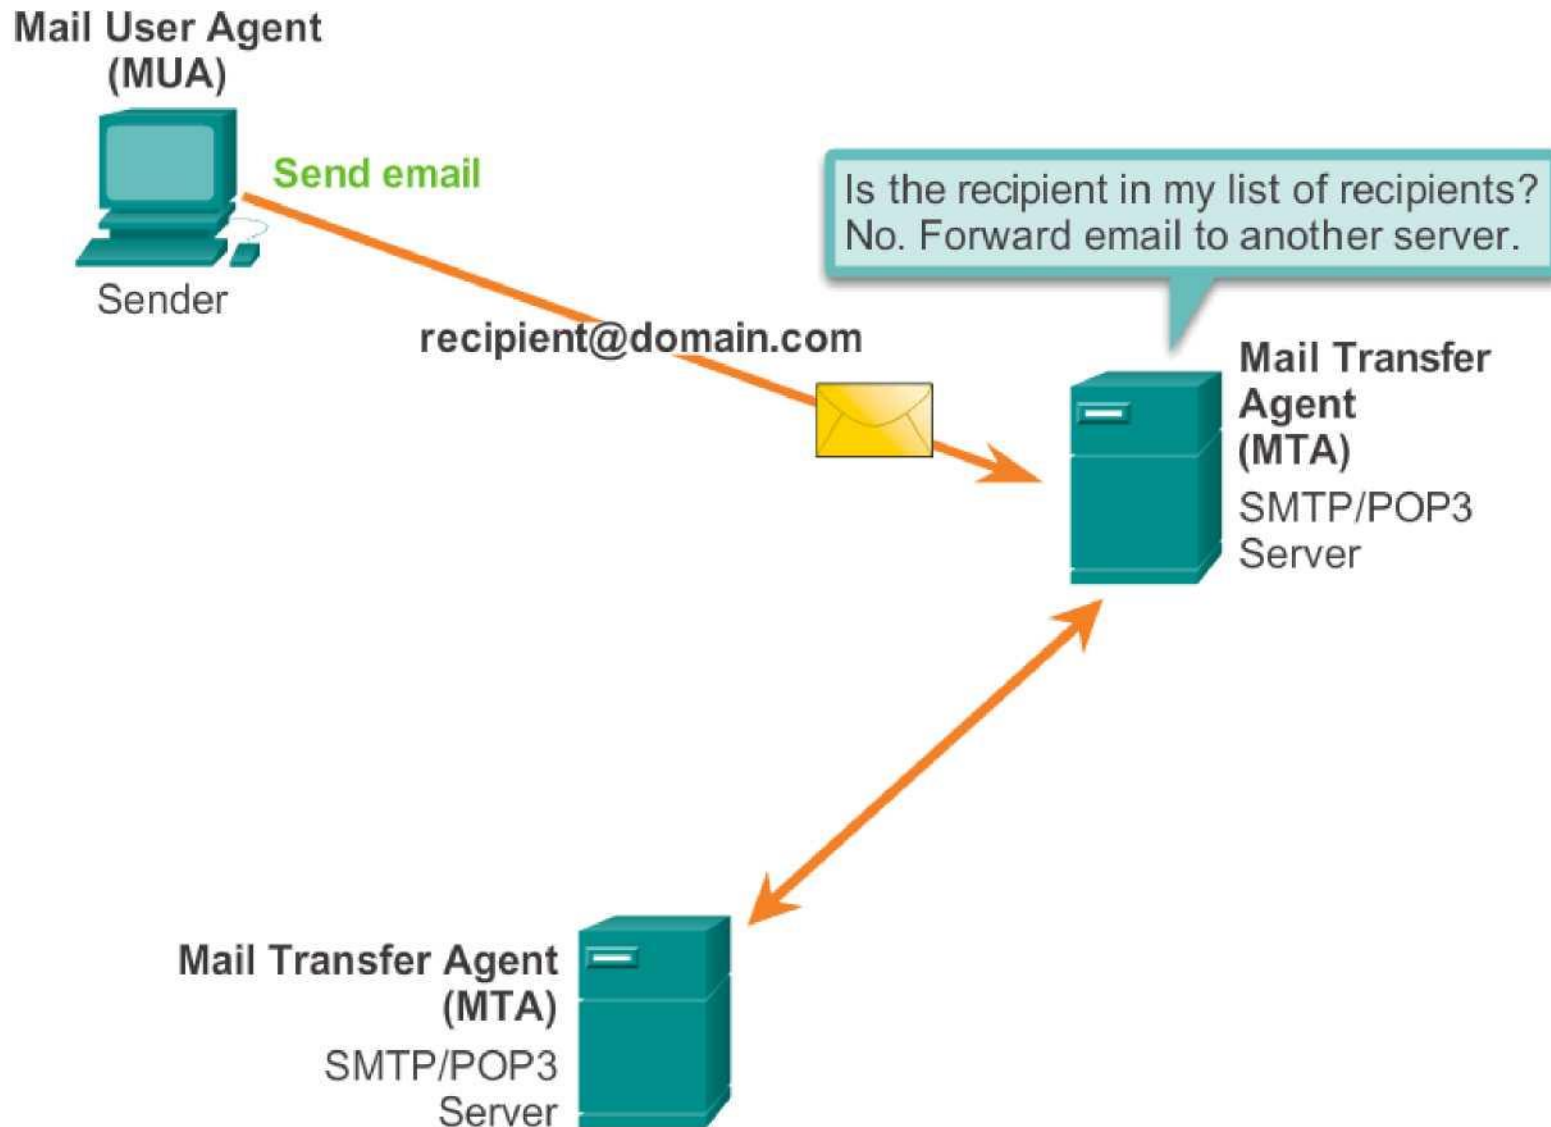 Mail User Agent
(MUA)
Send email
Sender
Is the recipient in my list of recipients?
No. Forward email to another server.
recipient@domain.com
Mail Transfer
Agent
(MTA)
SMTP/POP3
Server
Mail Transfer Agent
(MTA)
SMTP/POP3
Server